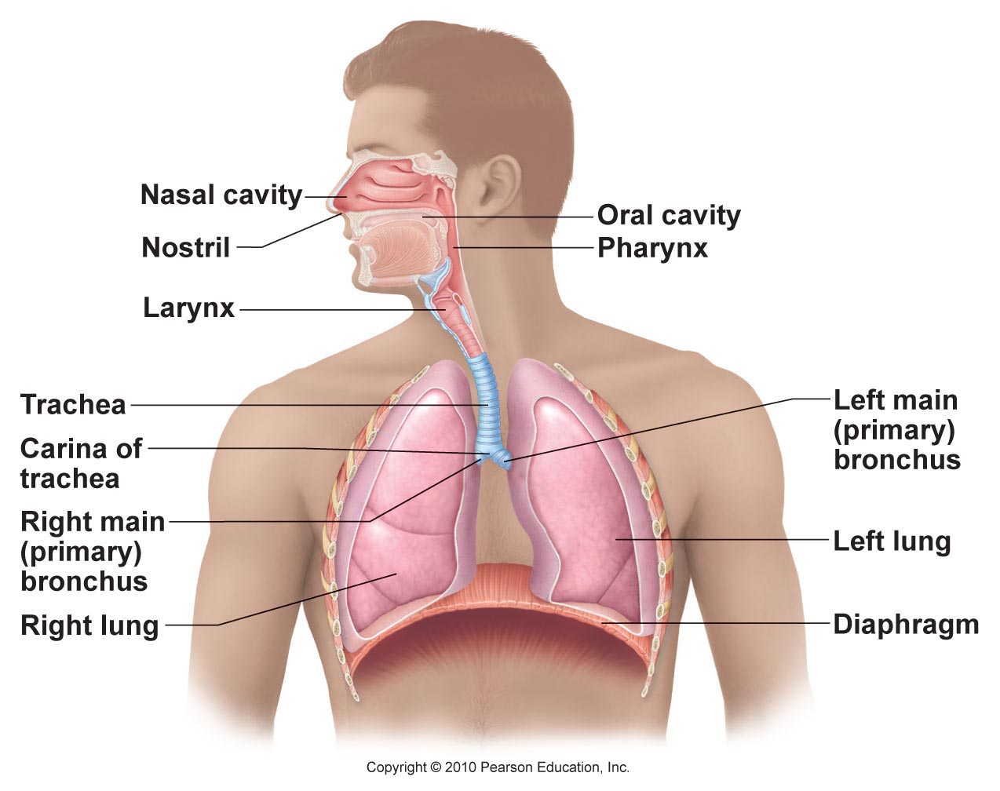 Nasal cavity
Nostril
Larynx
Oral cavity
Pharynx
Trachea
Carina of
trachea
Right main
(primary)
bronchus
Right lung
Left main
(primary)
bronchus
Left lung
Diaphragm
Copyright © 2010 Pearson Education, Inc.